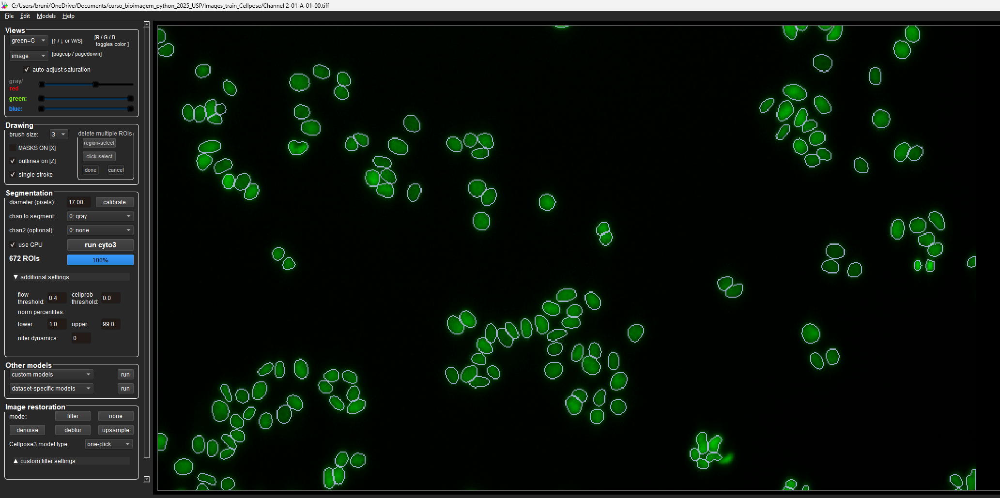 C:/Users/bruni/OneDrive/Documents/curso_bioimagem_python_2025_USP/Images_train_Cellpose/Channel 2-01-A-01-00.tiff
File Edit Models Help
Views
green=G [↑ / ↓ or W/S] [R / G / B
toggles color ]
image [pageup / pagedown]
✓ auto-adjust saturation
gray/
red
green:
blue:
Drawing
brush size: 3 delete multiple ROIs
region-select
MASKS ON [X]
click-select
✓ outlines on [Z]
done cancel
✓ single stroke
Segmentation
diameter (pixels): 17.00 calibrate
chan to segment: 0: gray
chan2 (optional): 0: none
✓ use GPU run cyto3
672 ROIs 100%
▼ additional settings
flow cellprob
threshold: 0.4 threshold: 0.0
norm percentiles:
lower: 1.0 upper: 99.0
niter dynamics: 0
Other models
custom models run
dataset-specific models run
Image restoration
mode: filter none
denoise deblur upsample
Cellpose3 model type: one-click
▲ custom filter settings